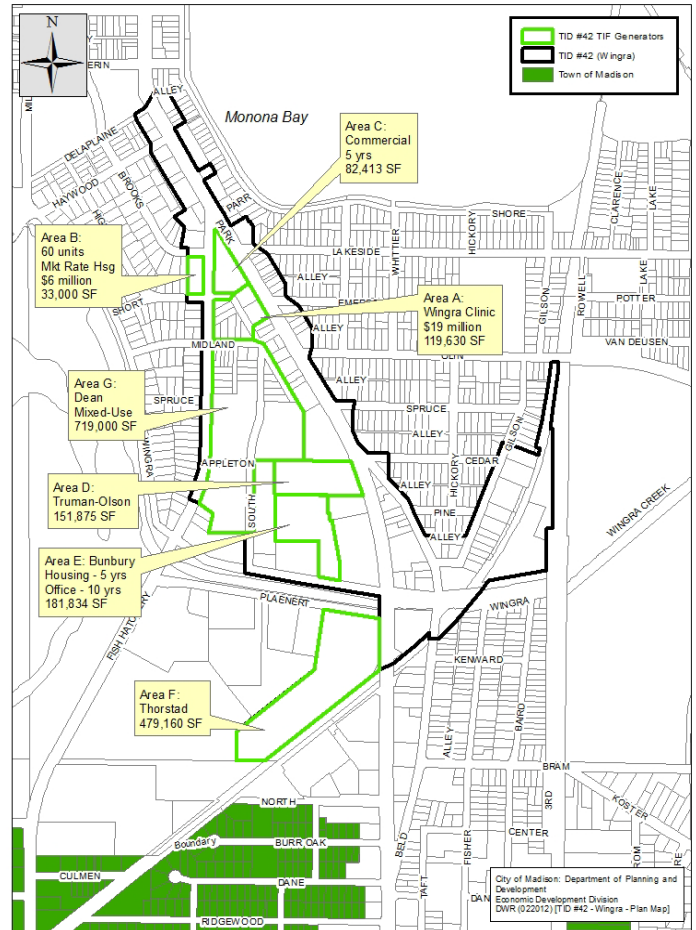 N
TID #42 TIF Generators
TID #42 (Wingra)
Town of Madison
ERIN
ALLEY
Monona Bay
DELAPLAINE
HAYWOOD
BROOKS
PARR
PARK
Area C:
Commercial
5 yrs
82,413 SF
SHORE
CLARENCE
LAKE
HICKORY
WHITTIER
LAKESIDE
ALLEY
Area B:
60 units
Mkt Rate Hsg
$6 million
33,000 SF
SHORT
Area A:
Wingra Clinic
$19 million
119,630 SF
GILSON
ROWELL
LAKE
POTTER
ALLEY
VAN DEUSEN
MIDLAND
Area G:
Dean
Mixed-Use
719,000 SF
SPRUCE
WINGRA
ALLEY
SPRUCE
ALLEY
GILSON
APPLETON
CEDAR
HICKORY
ALLEY
Area D:
Truman-Olson
151,875 SF
SOUTH
PINE
ALLEY
WINGRA CREEK
Area E: Bunbury
Housing - 5 yrs
Office - 10 yrs
181,834 SF
PLAENERT
WINGRA
FISH HATCHERY
KENWARD
Area F:
Thorstad
479,160 SF
ALLEY
BAIRD
BRAM
NORTH
KOSTER
3RD
Boundary
BURR OAK
BELD
FISHER
CENTER
CULMEN
DANE
TAFT
RIDGEWOOD
City of Madison: Department of Planning and
Development
Economic Development Division
DWR (022012) [TID #42 - Wingra - Plan Map]